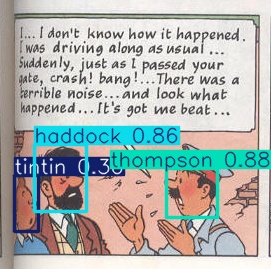 I... I don't know how it happened.
I was driving along as usual ...
Suddenly, just as I passed your
gate, crash! bang!...There was a
terrible noise...and look what
happened...It's got me beat...
haddock 0.86
thompson 0.88
tintin 0.38